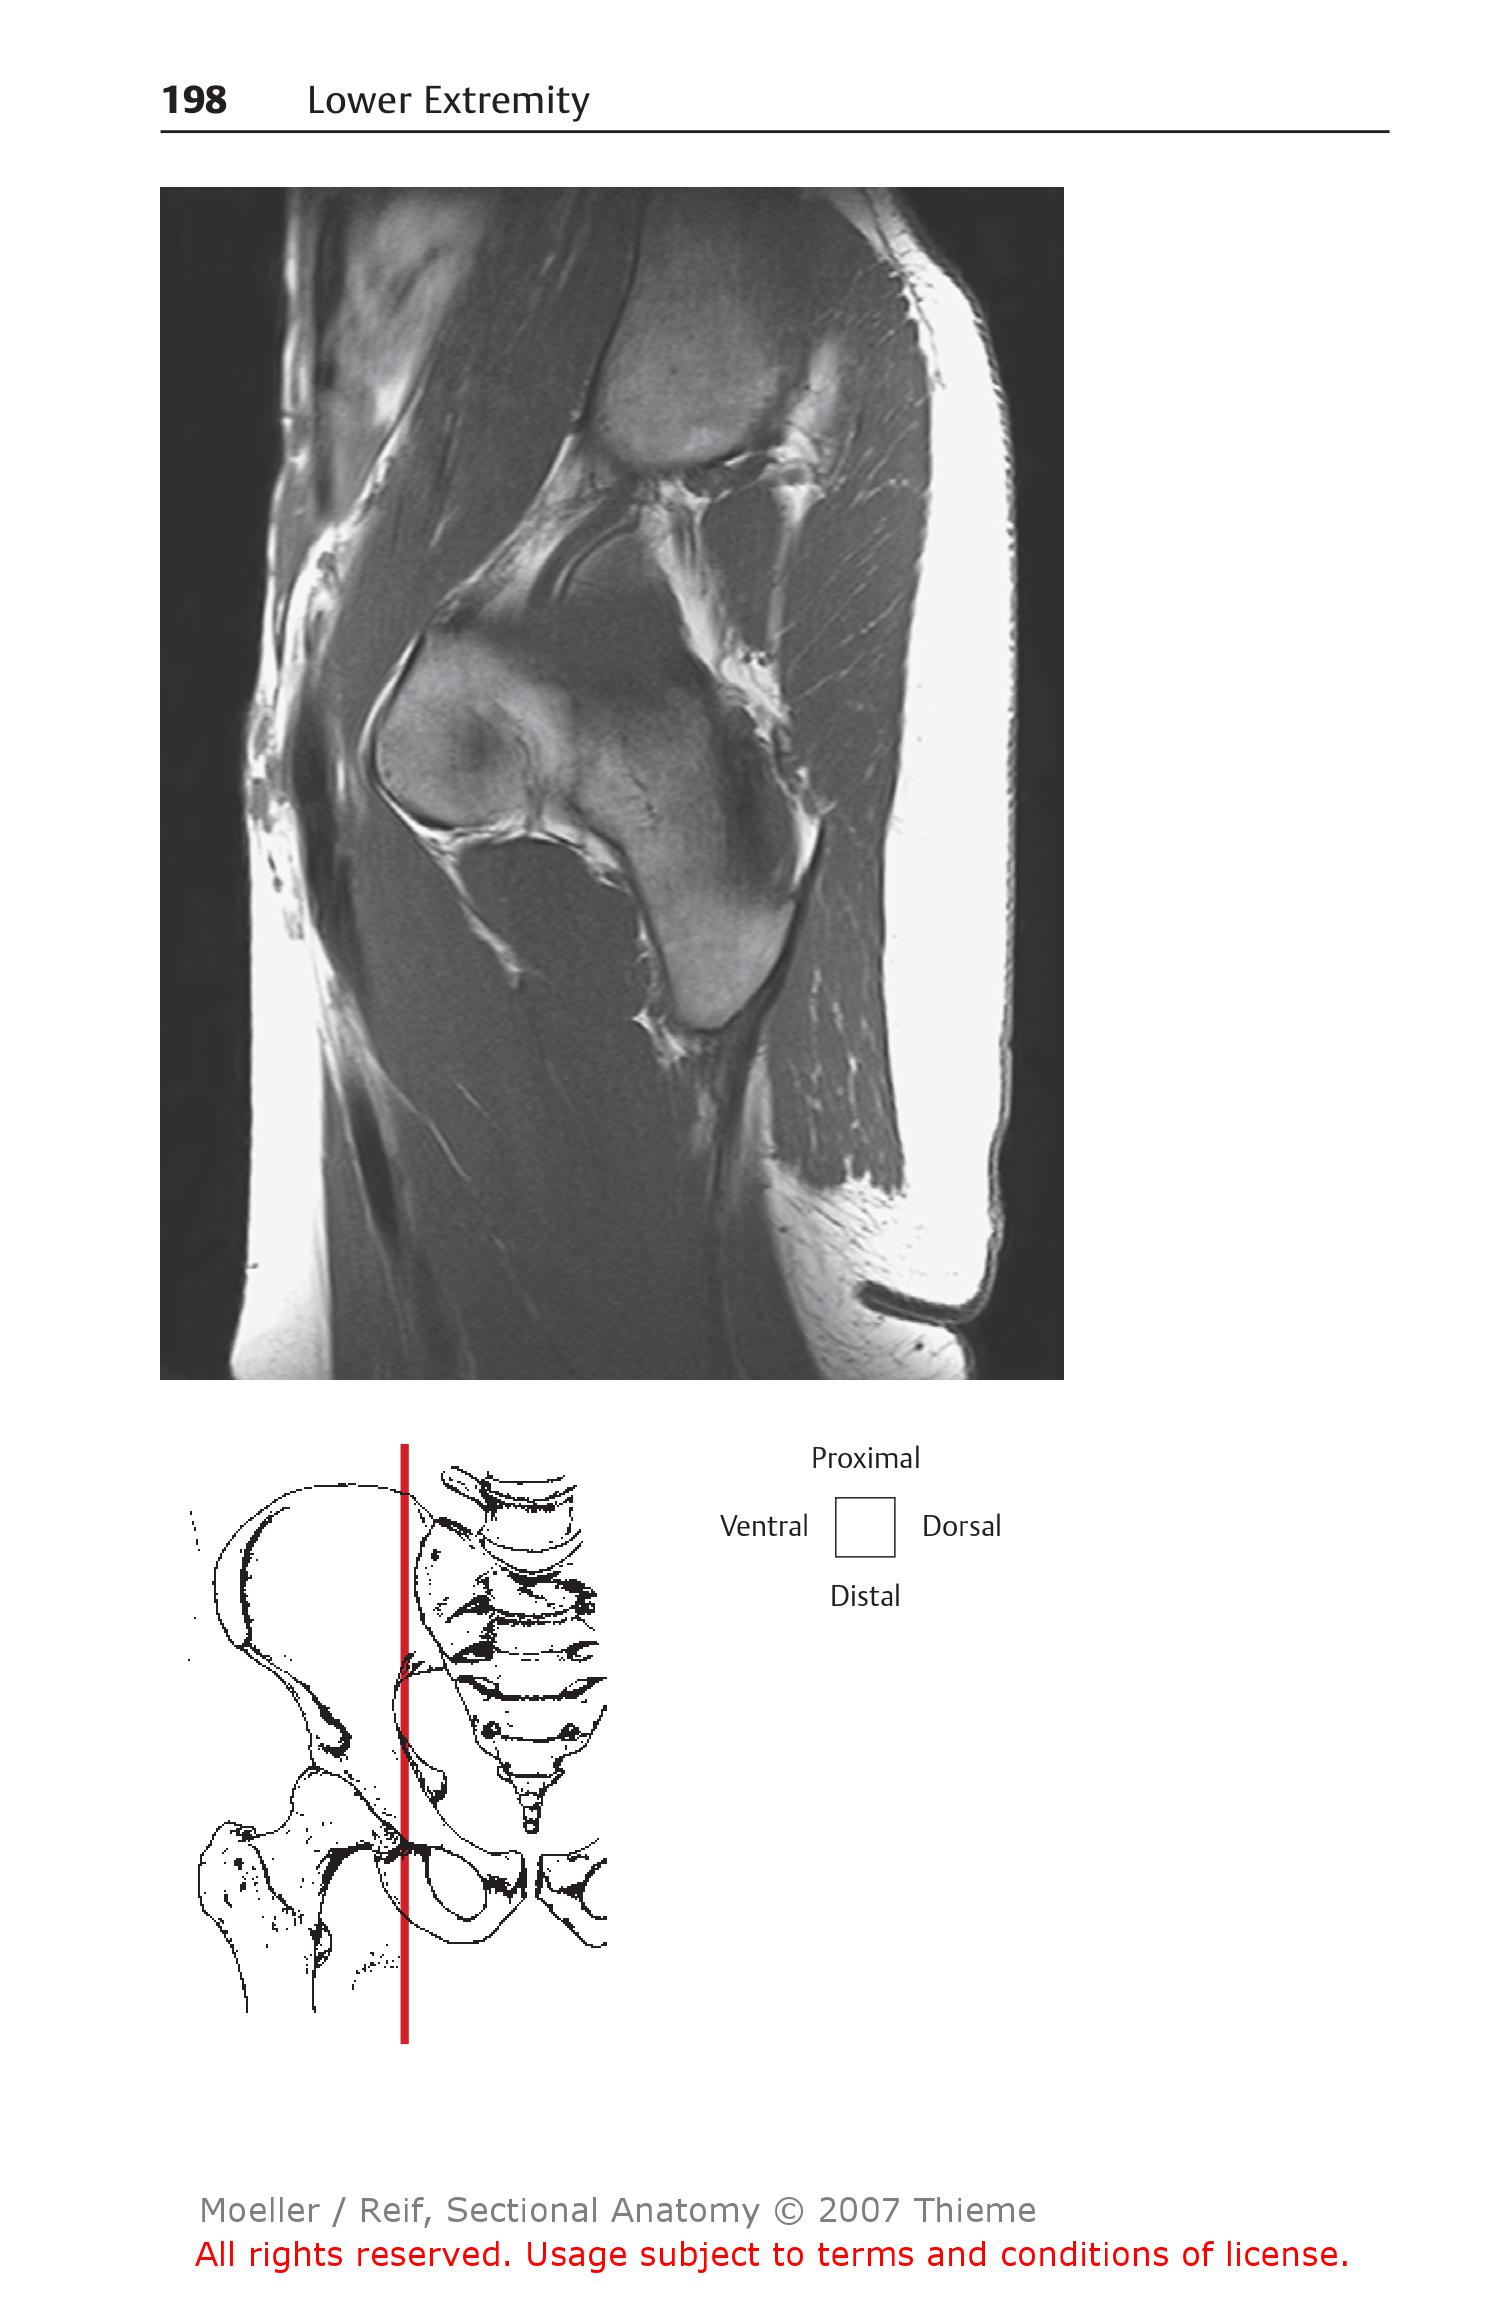 198 Lower Extremity
Proximal
Ventral Dorsal
Distal
Moeller / Reif, Sectional Anatomy © 2007 Thieme
All rights reserved. Usage subject to terms and conditions of license.